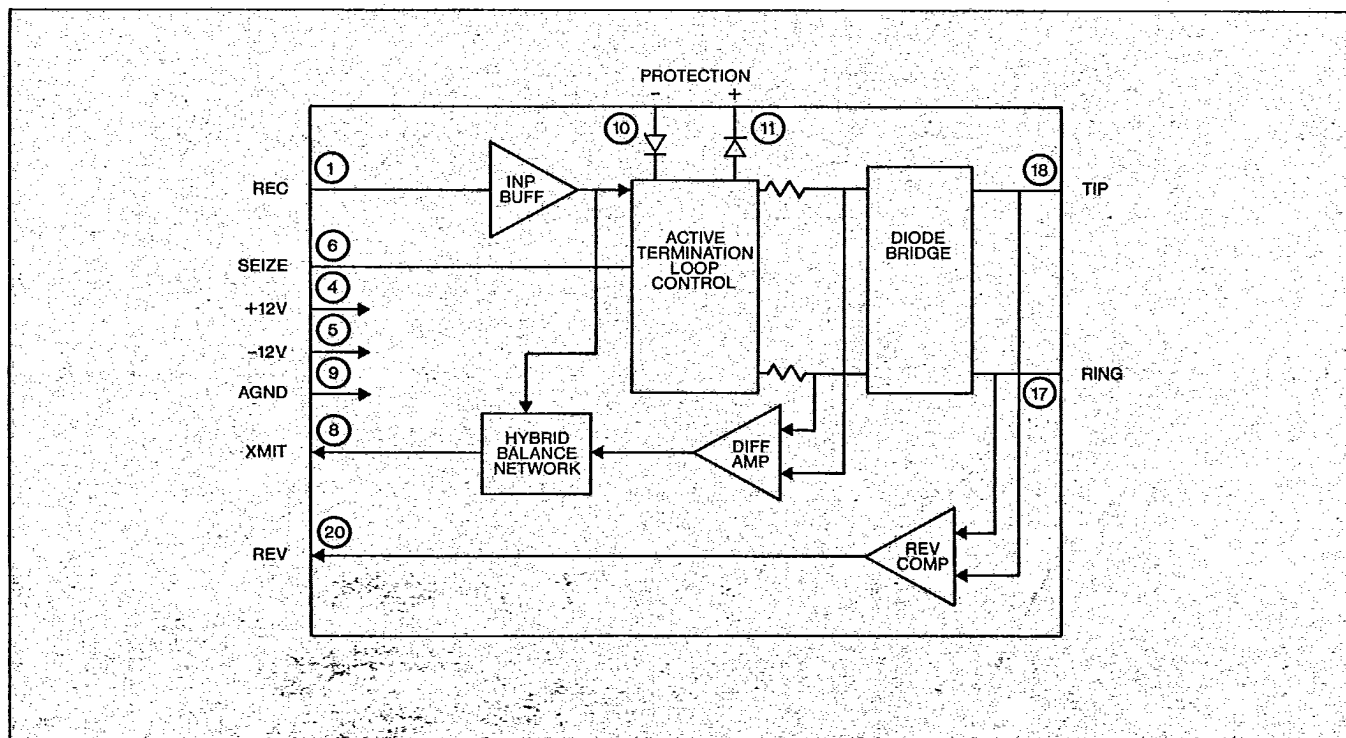 PROTECTION
- +
10
11
1
REC
INP
BUFF
18
TIP
6
SEIZE
ACTIVE
TERMINATION
LOOP
CONTROL
DIODE
BRIDGE
4
+12V
5
-12V
9
AGND
RING
17
8
XMIT
HYBRID
BALANCE
NETWORK
DIFF
AMP
20
REV
REV
COMP